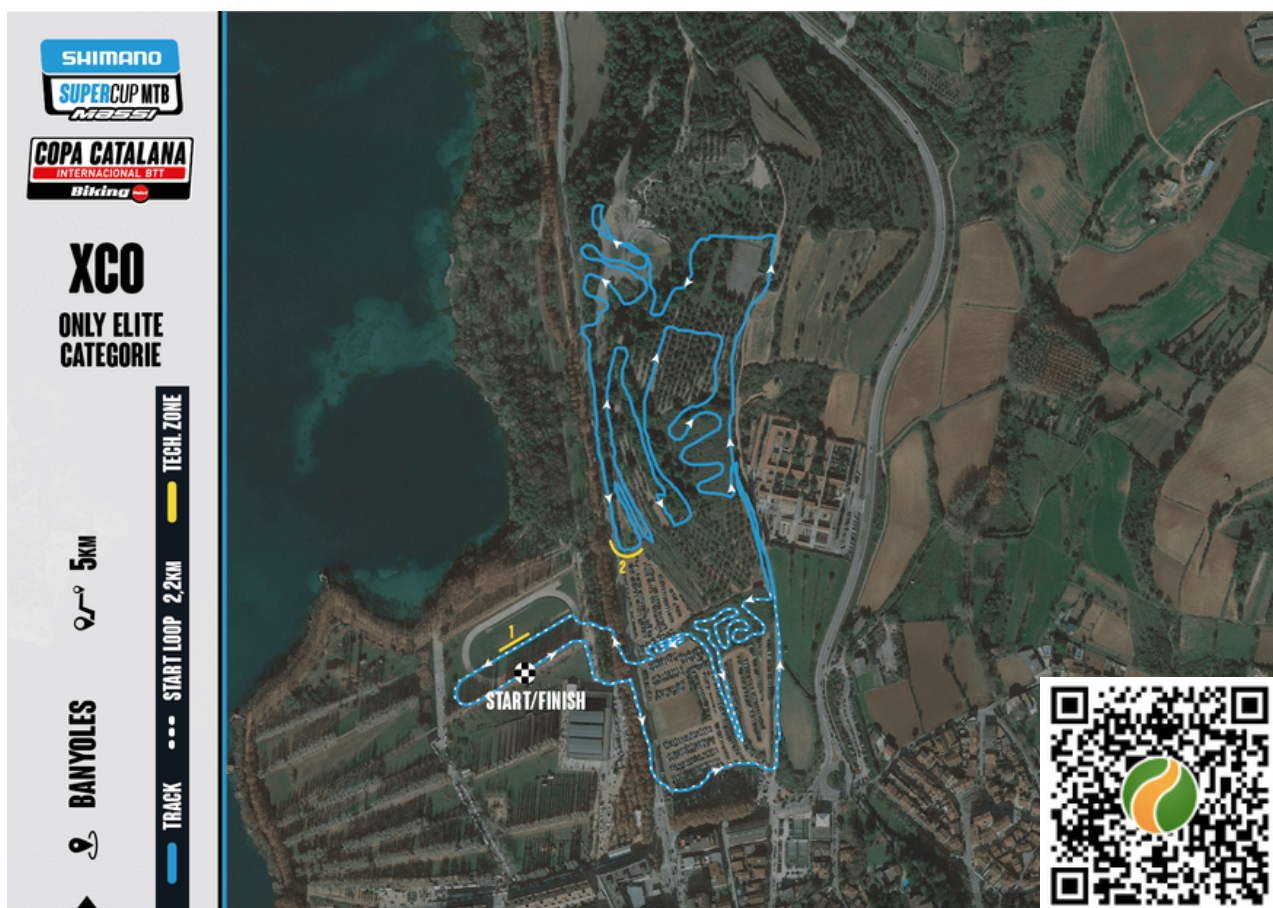 SHIMANO
SUPERCUP MTB
MASSI
COPA CATALANA
INTERNACIONAL BTT
Biking Point
XCO
ONLY ELITE
CATEGORIE
BANYOLES
5KM
TRACK
START LOOP 2,2KM
TECH. ZONE
1
2
START/FINISH